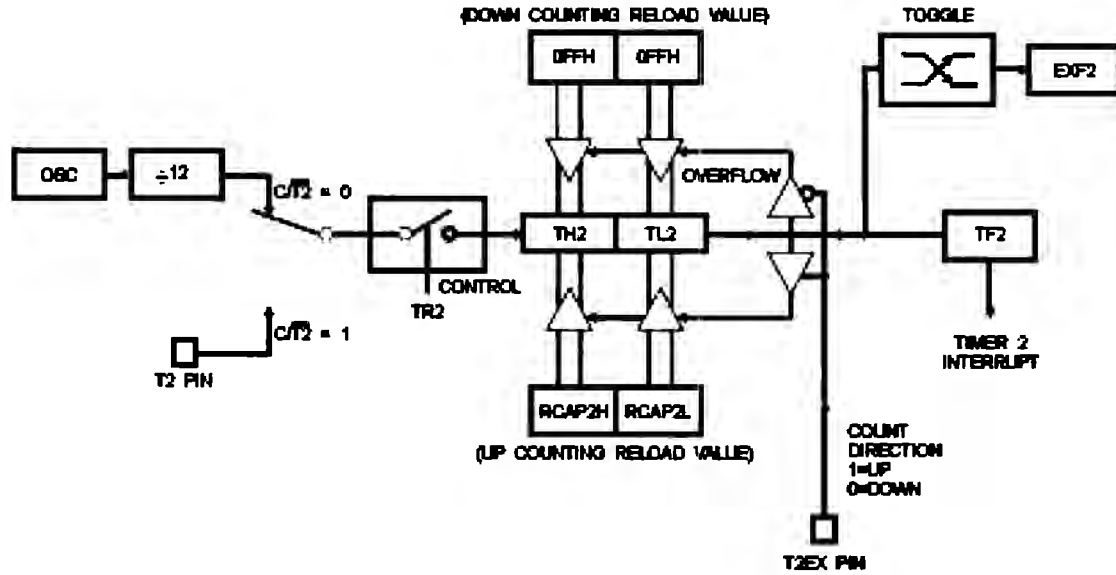 (DOWN COUNTING RELOAD VALUE)
TOGGLE
0FFH 0FFH
EXF2
OSC
÷12
C/T2 = 0
OVERFLOW
TH2 TL2
TF2
CONTROL
TR2
C/T2 = 1
T2 PIN
TIMER 2
INTERRUPT
RCAP2H RCAP2L
(UP COUNTING RELOAD VALUE)
COUNT
DIRECTION
1=UP
0=DOWN
T2EX PIN